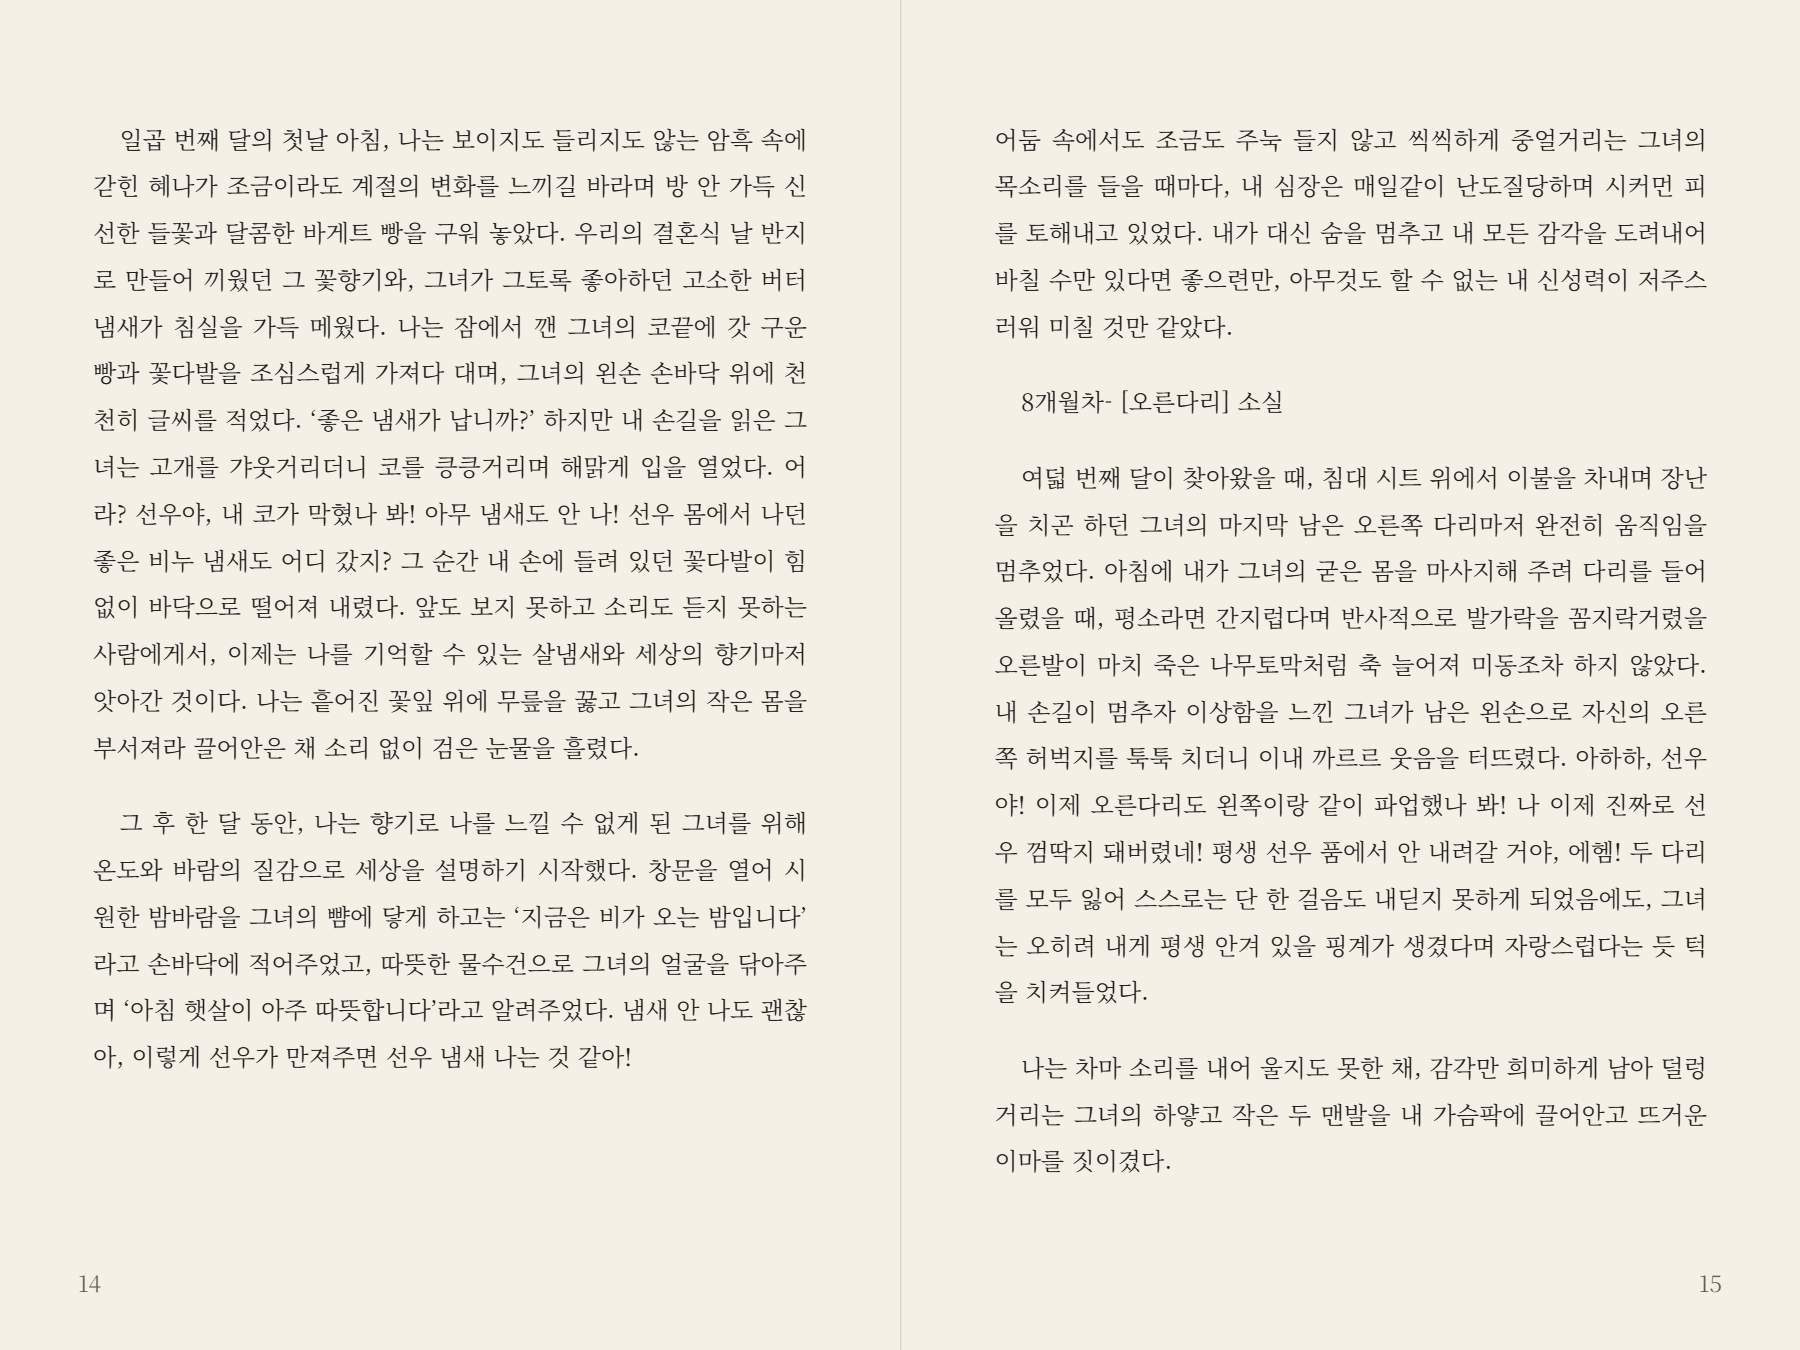 일곱 번째 달의 첫날 아침, 나는 보이지도 들리지도 않는 암흑 속에
갇힌 혜나가 조금이라도 계절의 변화를 느끼길 바라며 방 안 가득 신
선한 들꽃과 달콤한 바게트 빵을 구워 놓았다. 우리의 결혼식 날 반지
로 만들어 끼웠던 그 꽃향기와, 그녀가 그토록 좋아하던 고소한 버터
냄새가 침실을 가득 메웠다. 나는 잠에서 깬 그녀의 코끝에 갓 구운
빵과 꽃다발을 조심스럽게 가져다 대며, 그녀의 왼손 손바닥 위에 천
천히 글씨를 적었다. ‘좋은 냄새가 납니까?’ 하지만 내 손길을 읽은 그
녀는 고개를 갸웃거리더니 코를 킁킁거리며 해맑게 입을 열었다. 어
라? 선우야, 내 코가 막혔나 봐! 아무 냄새도 안 나! 선우 몸에서 나던
좋은 비누 냄새도 어디 갔지? 그 순간 내 손에 들려 있던 꽃다발이 힘
없이 바닥으로 떨어져 내렸다. 앞도 보지 못하고 소리도 듣지 못하는
사람에게서, 이제는 나를 기억할 수 있는 살냄새와 세상의 향기마저
앗아간 것이다. 나는 흩어진 꽃잎 위에 무릎을 꿇고 그녀의 작은 몸을
부서져라 끌어안은 채 소리 없이 검은 눈물을 흘렸다.
그 후 한 달 동안, 나는 향기로 나를 느낄 수 없게 된 그녀를 위해
온도와 바람의 질감으로 세상을 설명하기 시작했다. 창문을 열어 시
원한 밤바람을 그녀의 뺨에 닿게 하고는 ‘지금은 비가 오는 밤입니다’
라고 손바닥에 적어주었고, 따뜻한 물수건으로 그녀의 얼굴을 닦아주
며 ‘아침 햇살이 아주 따뜻합니다’라고 알려주었다. 냄새 안 나도 괜찮
아, 이렇게 선우가 만져주면 선우 냄새 나는 것 같아!
14
어둠 속에서도 조금도 주눅 들지 않고 씩씩하게 중얼거리는 그녀의
목소리를 들을 때마다, 내 심장은 매일같이 난도질당하며 시커먼 피
를 토해내고 있었다. 내가 대신 숨을 멈추고 내 모든 감각을 도려내어
바칠 수만 있다면 좋으련만, 아무것도 할 수 없는 내 신성력이 저주스
러워 미칠 것만 같았다.
8개월차- [오른다리] 소실
여덟 번째 달이 찾아왔을 때, 침대 시트 위에서 이불을 차내며 장난
을 치곤 하던 그녀의 마지막 남은 오른쪽 다리마저 완전히 움직임을
멈추었다. 아침에 내가 그녀의 굳은 몸을 마사지해 주려 다리를 들어
올렸을 때, 평소라면 간지럽다며 반사적으로 발가락을 꼼지락거렸을
오른발이 마치 죽은 나무토막처럼 축 늘어져 미동조차 하지 않았다.
내 손길이 멈추자 이상함을 느낀 그녀가 남은 왼손으로 자신의 오른
쪽 허벅지를 툭툭 치더니 이내 까르르 웃음을 터뜨렸다. 아하하, 선우
야! 이제 오른다리도 왼쪽이랑 같이 파업했나 봐! 나 이제 진짜로 선
우 껌딱지 돼버렸네! 평생 선우 품에서 안 내려갈 거야, 에헴! 두 다리
를 모두 잃어 스스로는 단 한 걸음도 내딛지 못하게 되었음에도, 그녀
는 오히려 내게 평생 안겨 있을 핑계가 생겼다며 자랑스럽다는 듯 턱
을 치켜들었다.
나는 차마 소리를 내어 울지도 못한 채, 감각만 희미하게 남아 덜렁
거리는 그녀의 하얗고 작은 두 맨발을 내 가슴팍에 끌어안고 뜨거운
이마를 짓이겼다.
15